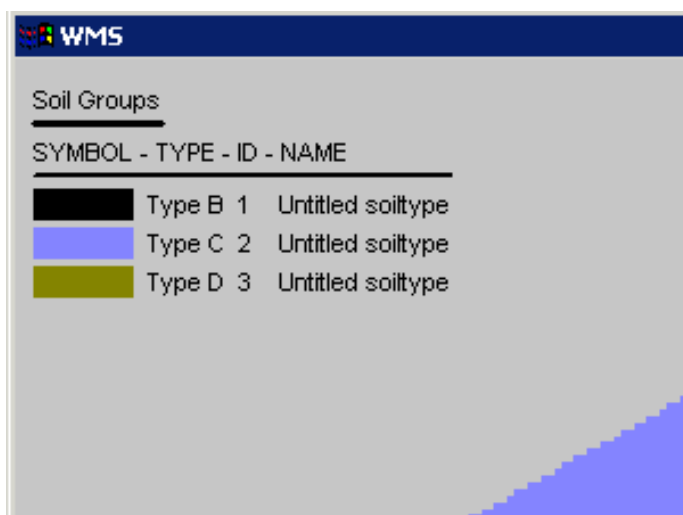 WMS
Soil Groups
SYMBOL - TYPE - ID - NAME
Type B 1 Untitled soiltype
Type C 2 Untitled soiltype
Type D 3 Untitled soiltype